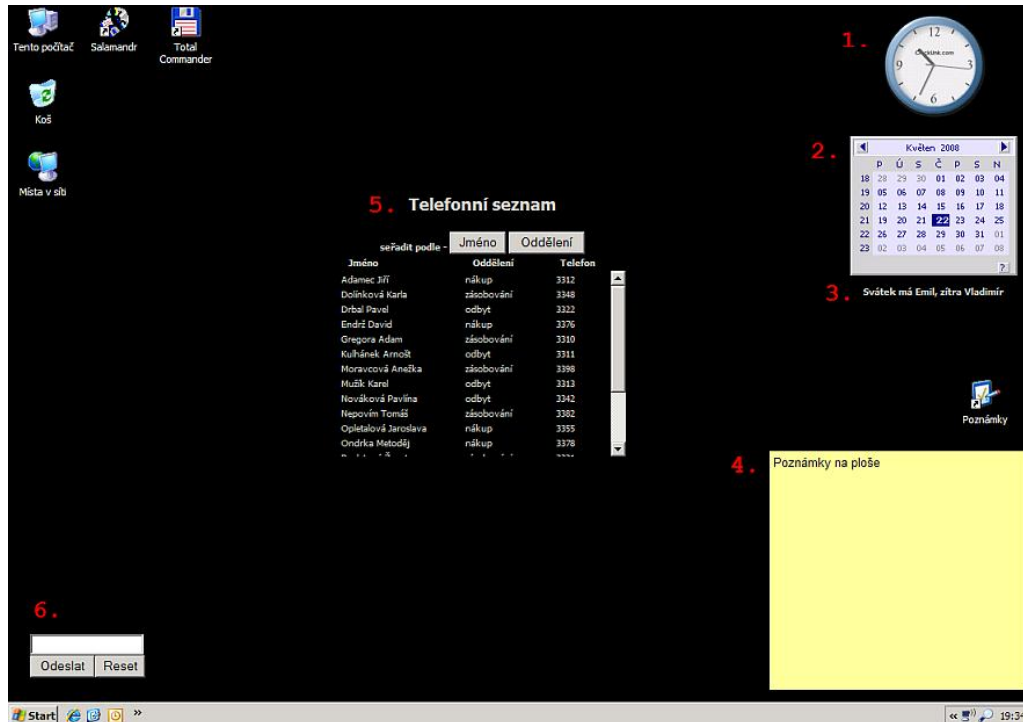 Tento počítač
Salamandr
Total Commander
Koš
Místa v síti
1.
12
3
6
9
2.
Květen 2008
P Ú S Č P S N
18 28 29 30 01 02 03 04
19 05 06 07 08 09 10 11
20 12 13 14 15 16 17 18
21 19 20 21 22 23 24 25
22 26 27 28 29 30 31 01
23 02 03 04 05 06 07 08
?
3. Svátek má Emil, zítra Vladimír
5. Telefonní seznam
seřadit podle - Jméno Oddělení
Jméno Oddělení Telefon
Adamec Jiří nákup 3312
Dolínková Karla zásobování 3348
Drbal Pavel odbyt 3322
Endrž David nákup 3376
Gregora Adam zásobování 3310
Kulhánek Arnošt odbyt 3311
Moravcová Anežka zásobování 3398
Mužík Karel odbyt 3313
Nováková Pavlína odbyt 3342
Nepovím Tomáš zásobování 3382
Opletalová Jaroslava nákup 3355
Ondrka Metoděj nákup 3378
Poznámky
4. Poznámky na ploše
6.
Odeslat Reset
Start » « 19:34